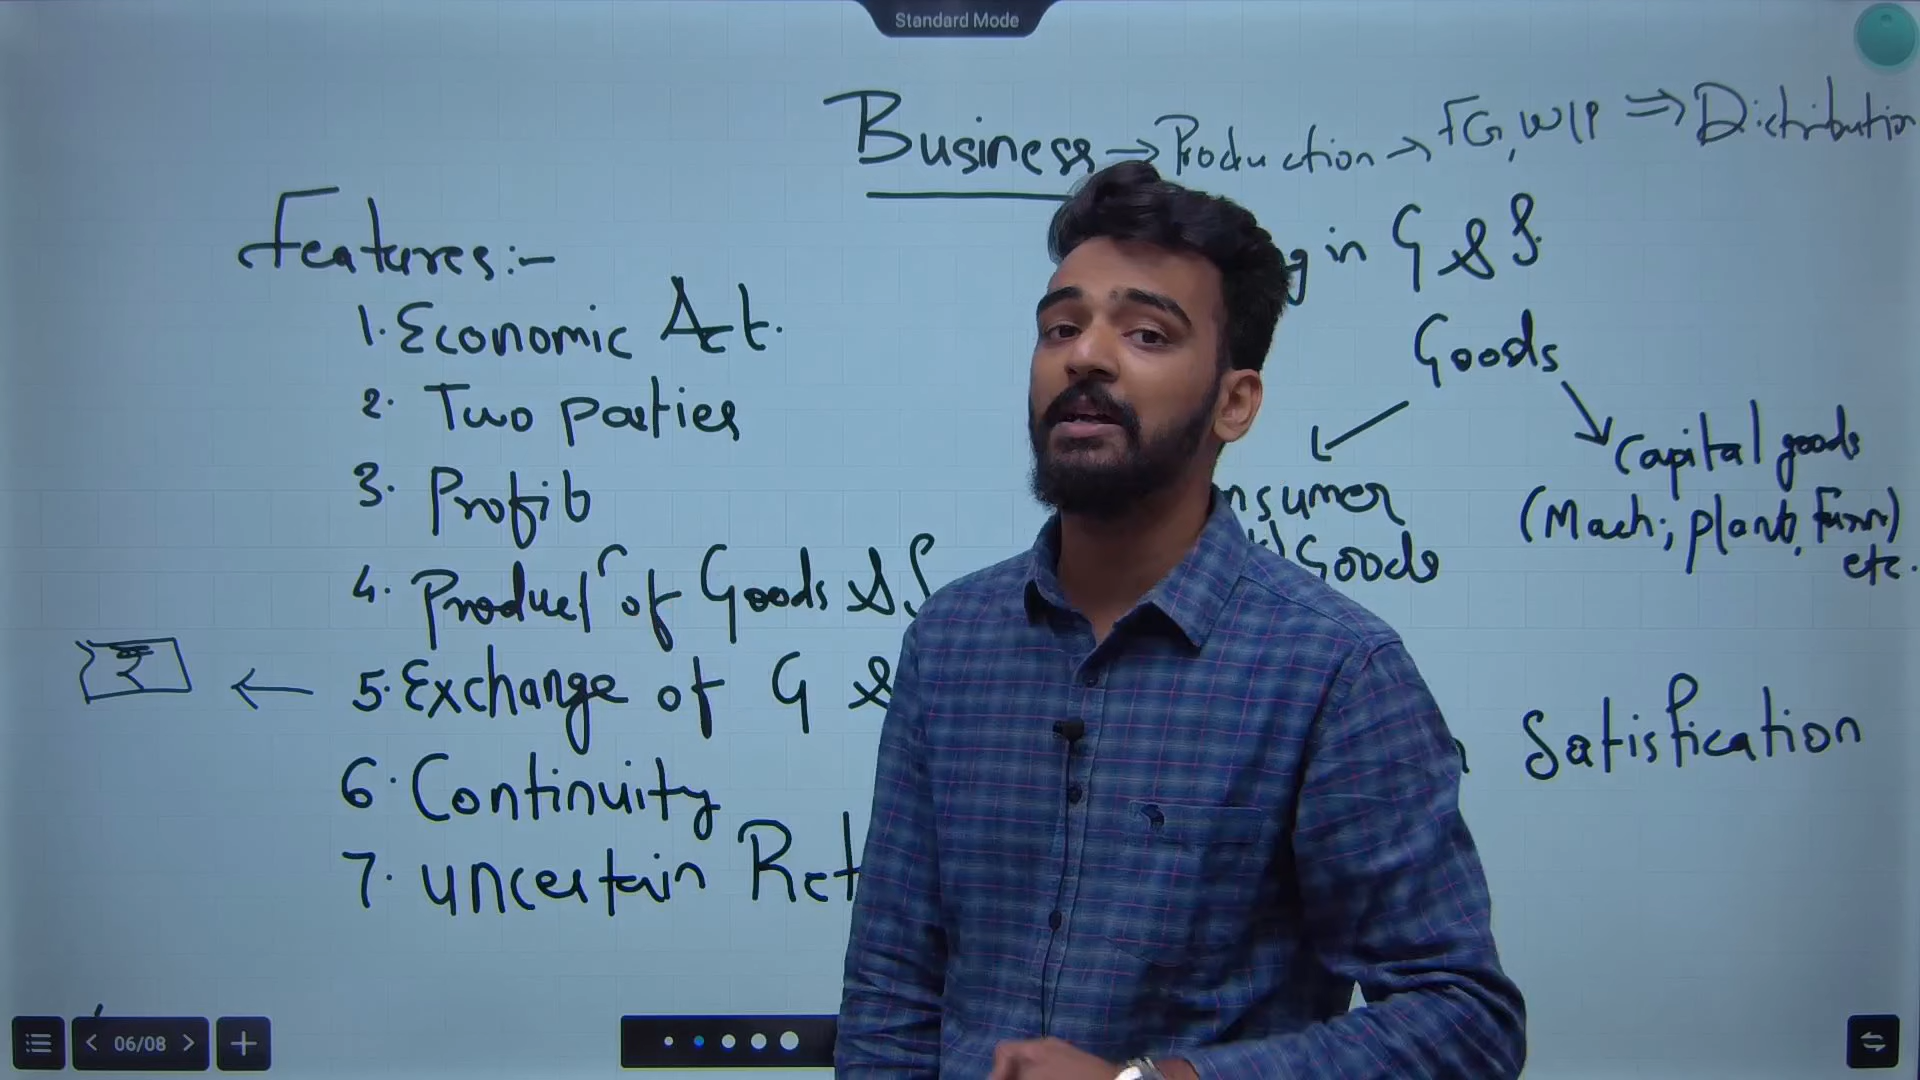 Standard Mode
Business → Production → FG, WIP ⇒ Distribution
Features:-
in G & S.
1. Economic Act.
Goods
2. Two parties
Capital goods
3. Profit
(Mach; plant, Furn) etc.
Goods
4. Product of Goods & S
₹ ← 5. Exchange of G &
Satisfication
6. Continuity
7. uncertain Ret
06/08